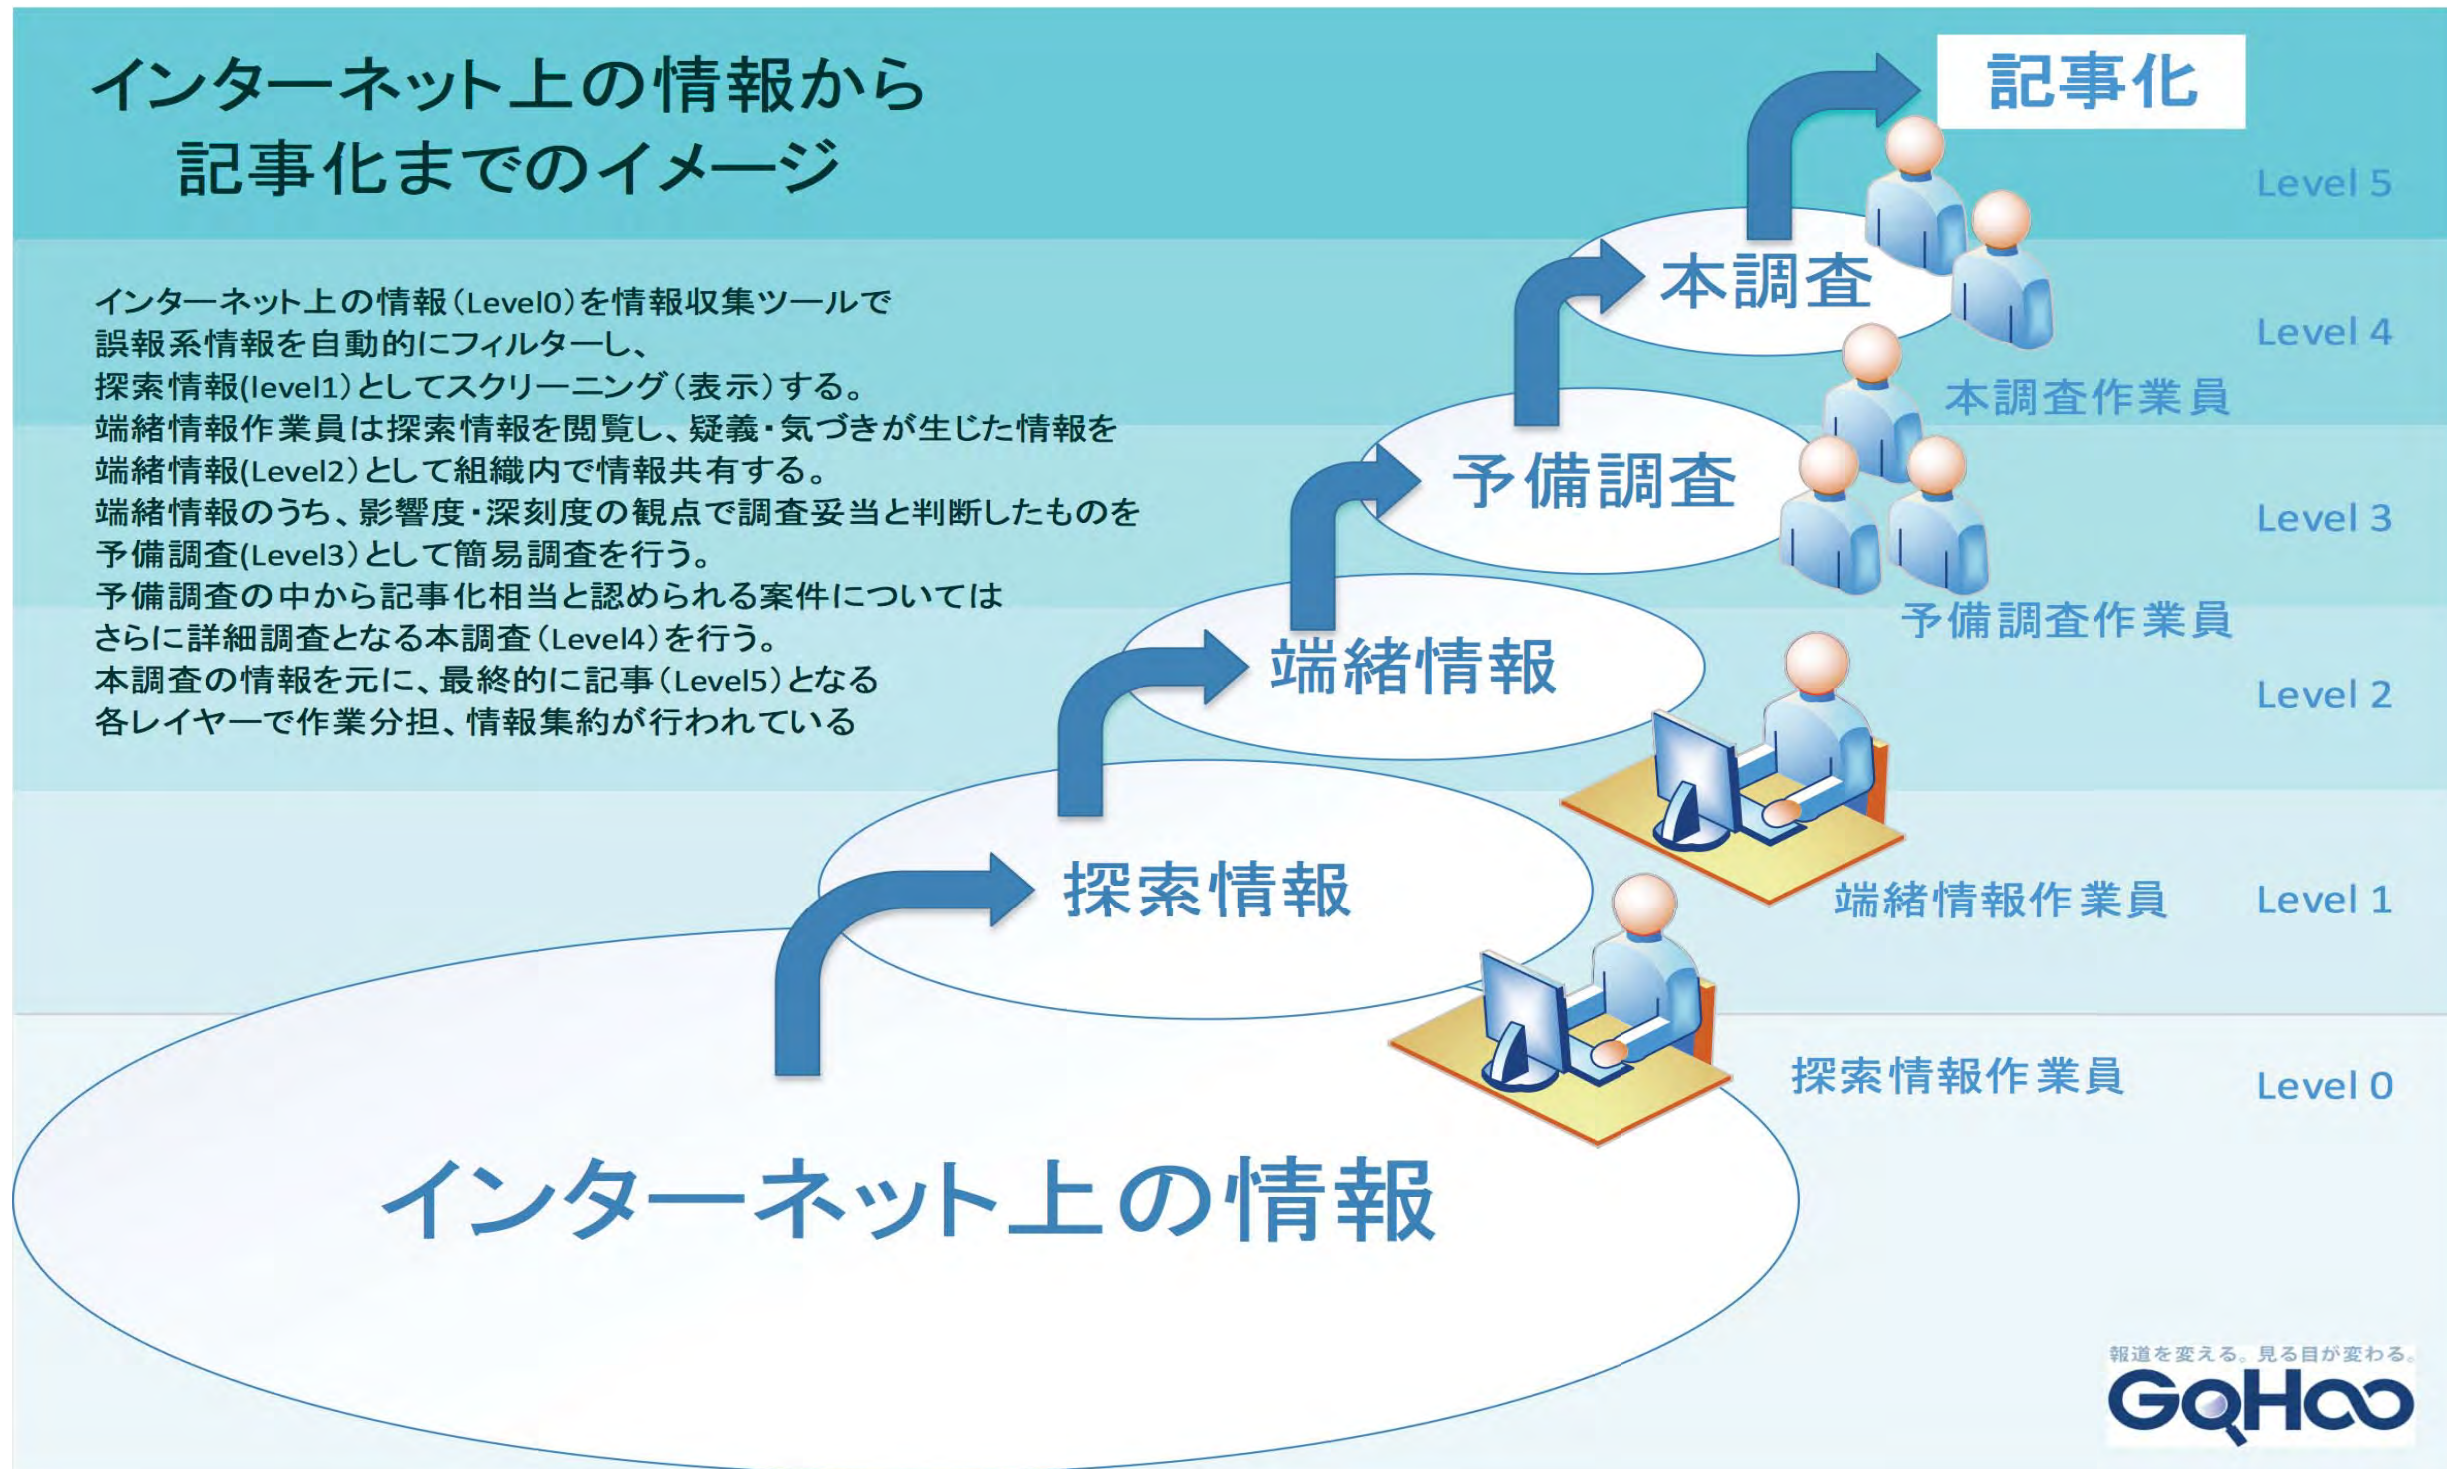 インターネット上の情報から
記事化までのイメージ
インターネット上の情報（Level0）を情報収集ツールで
誤報系情報を自動的にフィルターし、
探索情報(level1）としてスクリーニング（表示）する。
端緒情報作業員は探索情報を閲覧し、疑義・気づきが生じた情報を
端緒情報(Level2）として組織内で情報共有する。
端緒情報のうち、影響度・深刻度の観点で調査妥当と判断したものを
予備調査(Level3）として簡易調査を行う。
予備調査の中から記事化相当と認められる案件については
さらに詳細調査となる本調査（Level4）を行う。
本調査の情報を元に、最終的に記事（Level5）となる
各レイヤーで作業分担、情報集約が行われている
記事化
Level 5
本調査
Level 4
本調査作業員
予備調査
Level 3
予備調査作業員
端緒情報
Level 2
探索情報
端緒情報作業員
Level 1
探索情報作業員
Level 0
インターネット上の情報
報道を変える。見る目が変わる。
GoHoo